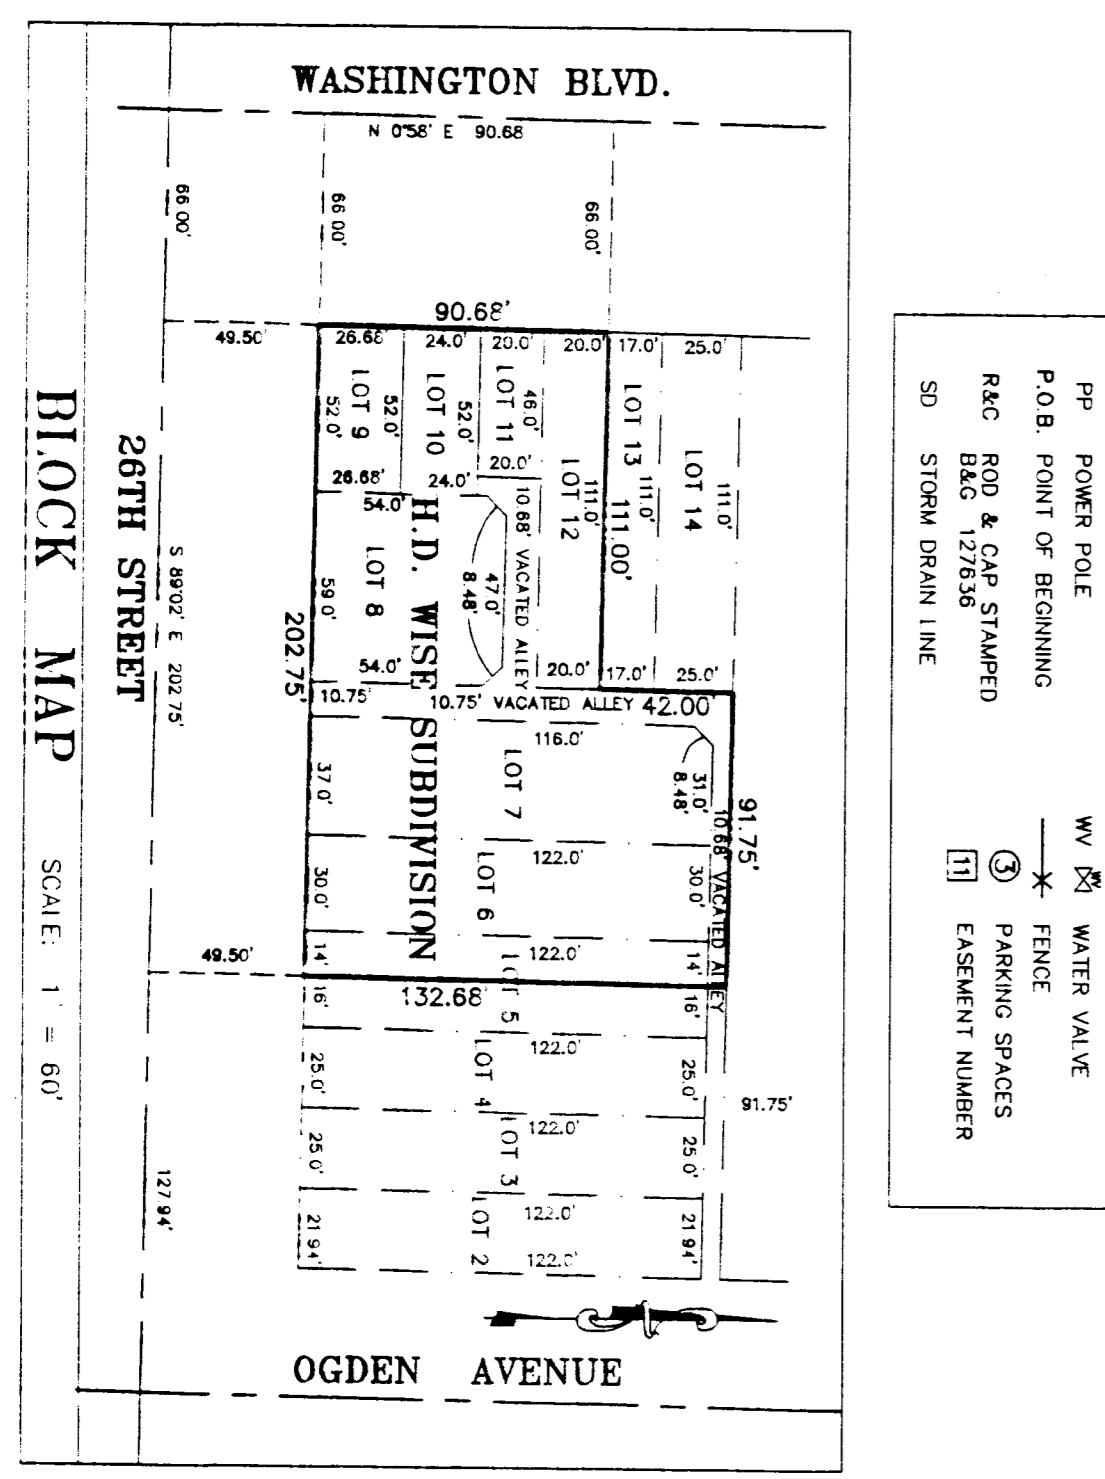 WASHINGTON BLVD.
N 0°58' E 90.68
66.00'
66.00'
66.00'
90.68'
49.50'
26.68'
24.0'
20.0'
20.0'
17.0'
25.0'
LOT 9
52.0'
52.0'
LOT 10
52.0'
LOT 11
46.0'
20.0'
LOT 12
111.0'
111.00'
LOT 13
111.0'
LOT 14
111.0'
26.68'
24.0'
54.0'
10.68' VACATED ALLEY
LOT 8
59.0'
47.0'
8.48'
54.0'
20.0'
17.0'
25.0'
202.75'
10.75'
10.75' VACATED ALLEY
42.00'
H.D. WISE SUBDIVISION
116.0'
LOT 7
37.0'
31.0'
8.48'
91.75'
10.68' VACATED ALLEY
122.0'
LOT 6
30.0'
30.0'
122.0'
14'
14'
LOT 5
49.50'
132.68'
16'
16'
122.0'
LOT 4
25.0'
25.0'
91.75'
122.0'
LOT 3
25.0'
25.0'
122.0'
LOT 2
21.94'
21.94'
122.0'
OGDEN AVENUE
26TH STREET
S 89°02' E 202.75'
127.94'
BLOCK MAP
SCALE: 1" = 60'
PP POWER POLE
P.O.B. POINT OF BEGINNING
R&C ROD & CAP STAMPED
B&G 127636
SD STORM DRAIN LINE
WV WV WATER VALVE
FENCE
3 PARKING SPACES
11 EASEMENT NUMBER